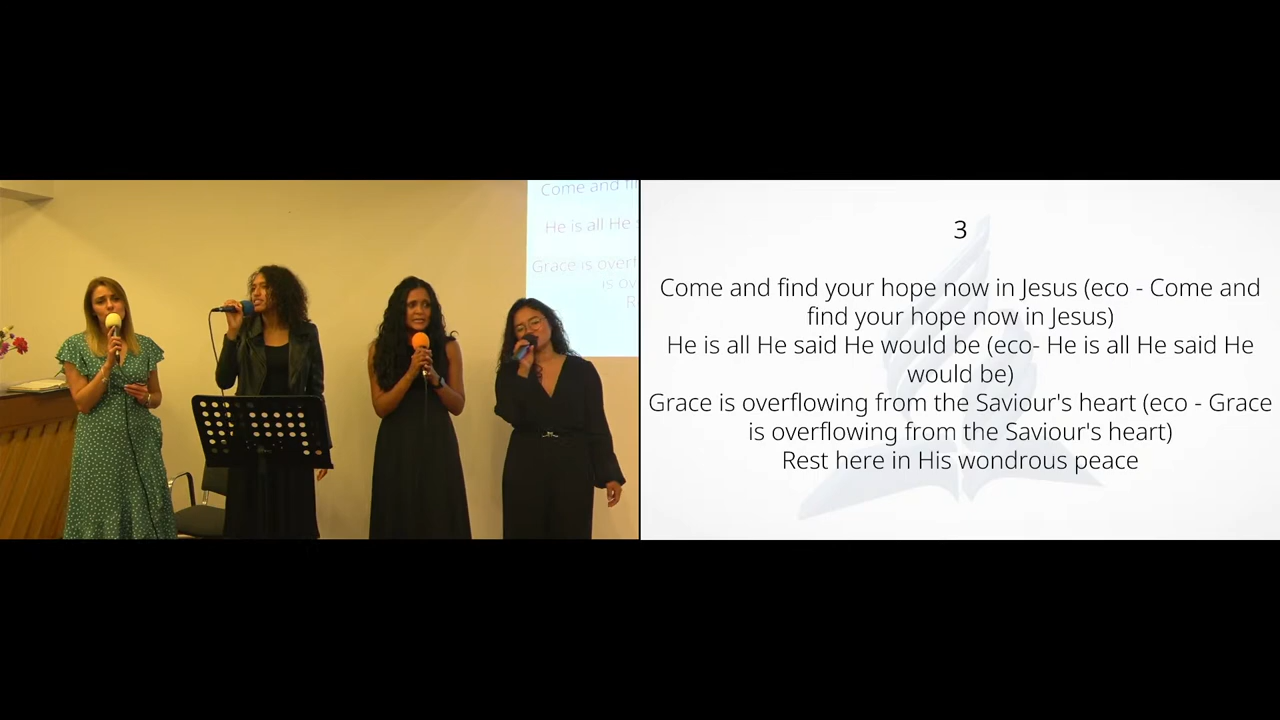 Come and fi
He is all He
Grace is overf
is ov
R
3
Come and find your hope now in Jesus (eco - Come and
find your hope now in Jesus)
He is all He said He would be (eco- He is all He said He
would be)
Grace is overflowing from the Saviour's heart (eco - Grace
is overflowing from the Saviour's heart)
Rest here in His wondrous peace